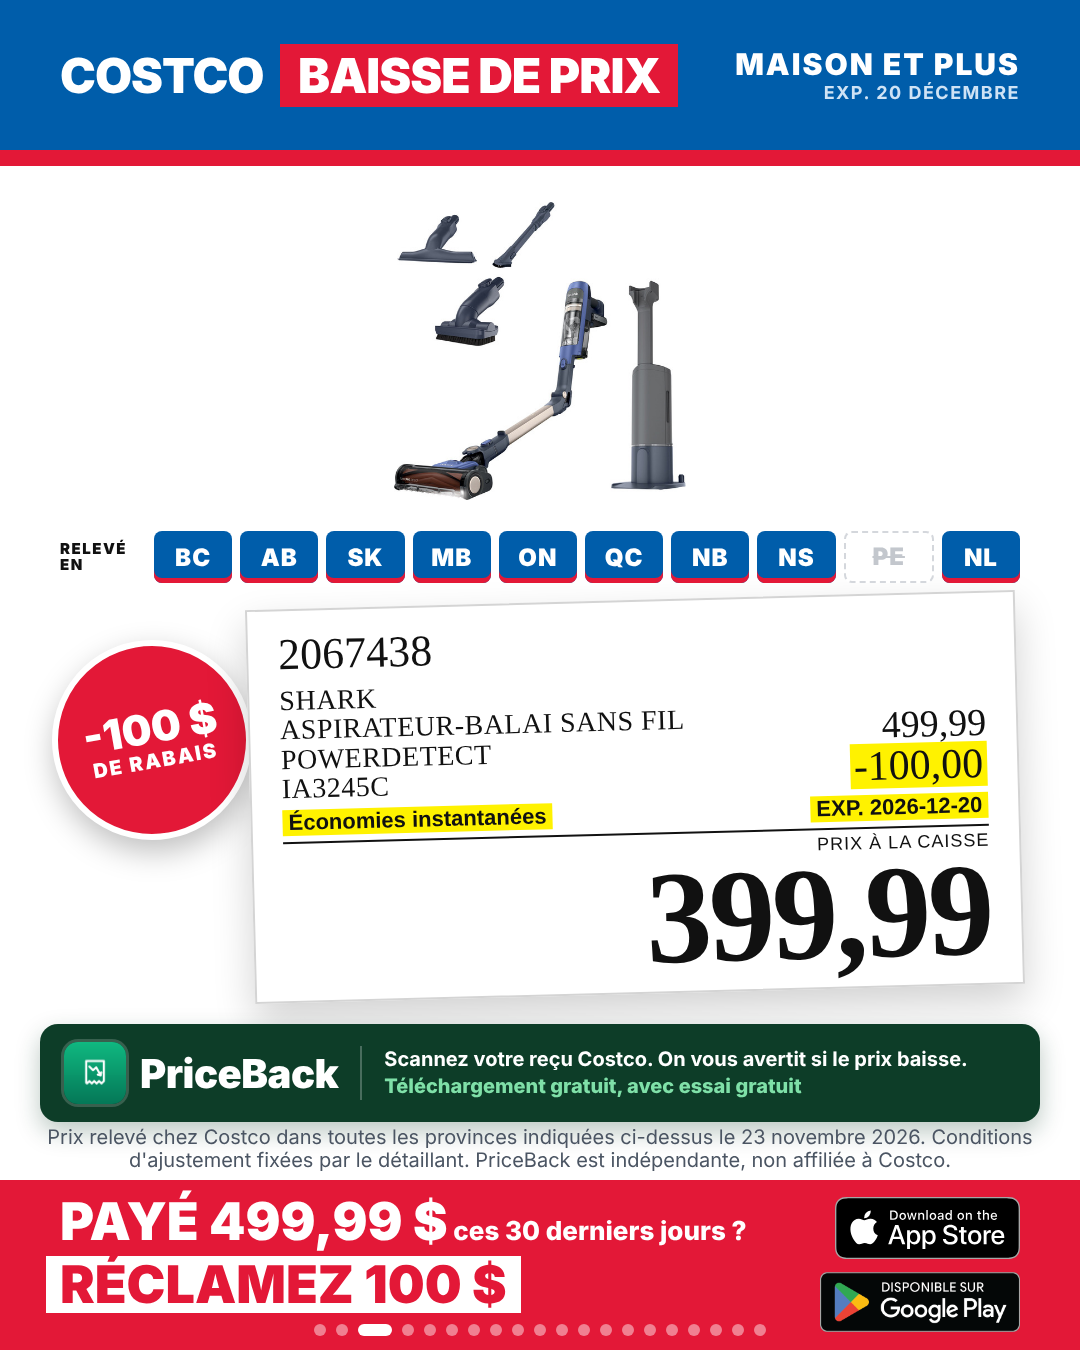 COSTCO BAISSE DE PRIX
MAISON ET PLUS
EXP. 20 DÉCEMBRE
RELEVÉ EN
BC AB SK MB ON QC NB NS PE NL
-100 $
DE RABAIS
2067438
SHARK
ASPIRATEUR-BALAI SANS FIL
POWERDETECT
IA3245C
Économies instantanées
499,99
-100,00
EXP. 2026-12-20
PRIX À LA CAISSE
399,99
PriceBack
Scannez votre reçu Costco. On vous avertit si le prix baisse.
Téléchargement gratuit, avec essai gratuit
Prix relevé chez Costco dans toutes les provinces indiquées ci-dessus le 23 novembre 2026. Conditions
d'ajustement fixées par le détaillant. PriceBack est indépendante, non affiliée à Costco.
PAYÉ 499,99 $ ces 30 derniers jours ?
RÉCLAMEZ 100 $
Download on the
App Store
DISPONIBLE SUR
Google Play